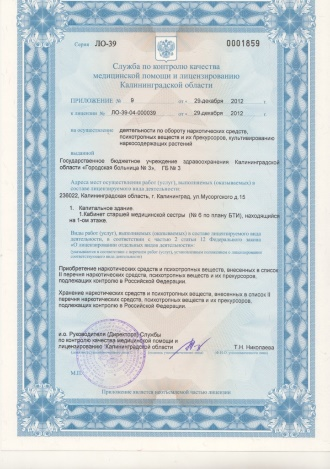 Серия ЛО-39
0001859
Служба по контролю качества
медицинской помощи и лицензированию
Калининградской области
ПРИЛОЖЕНИЕ № 9 от « 29» декабря 2012 г
к лицензии № ЛО-39-04-000039 от « 29» декабря 2012 г
на осуществление деятельности по обороту наркотических средств,
психотропных веществ и их прекурсоров, культивированию
наркосодержащих растений
выданной
Государственное бюджетное учреждение здравоохранение Калининградской
области «Городская больница № 3», ГБ № 3
Адреса мест осуществления работ (услуг), выполняемых (оказываемых) в
составе лицензируемого вида деятельности
236022, Калининградская область, г. Калининград, ул.Мусоргского д 15
1. Капитальное здание.
1.Кабинет старшей медицинской сестры (№ 6 по плану БТИ), находящийся
на 1-ом этаже.
Виды работ (услуг), выполняемых (оказываемых) в составе лицензируемого вида
деятельности, в соответствии с частью 2 статьи 12 Федерального закона
«О лицензировании отдельных видов деятельности»
Приобретение наркотических средств и психотропных веществ, внесенных в список
II перечня наркотических средств, психотропных веществ и их прекурсоров,
подлежащих контролю в Российской Федерации.
Хранение наркотических средств и психотропных веществ, внесенных в список II
перечня наркотических средств, психотропных веществ и их прекурсоров,
подлежащих контролю в Российской Федерации.
и.о. Руководителя (Директора) Службы
по контролю качества медпомощи и
лицензированию Калининградской области
Т.Н. Николаева
М.П.
Приложение является неотъемлемой частью лицензии